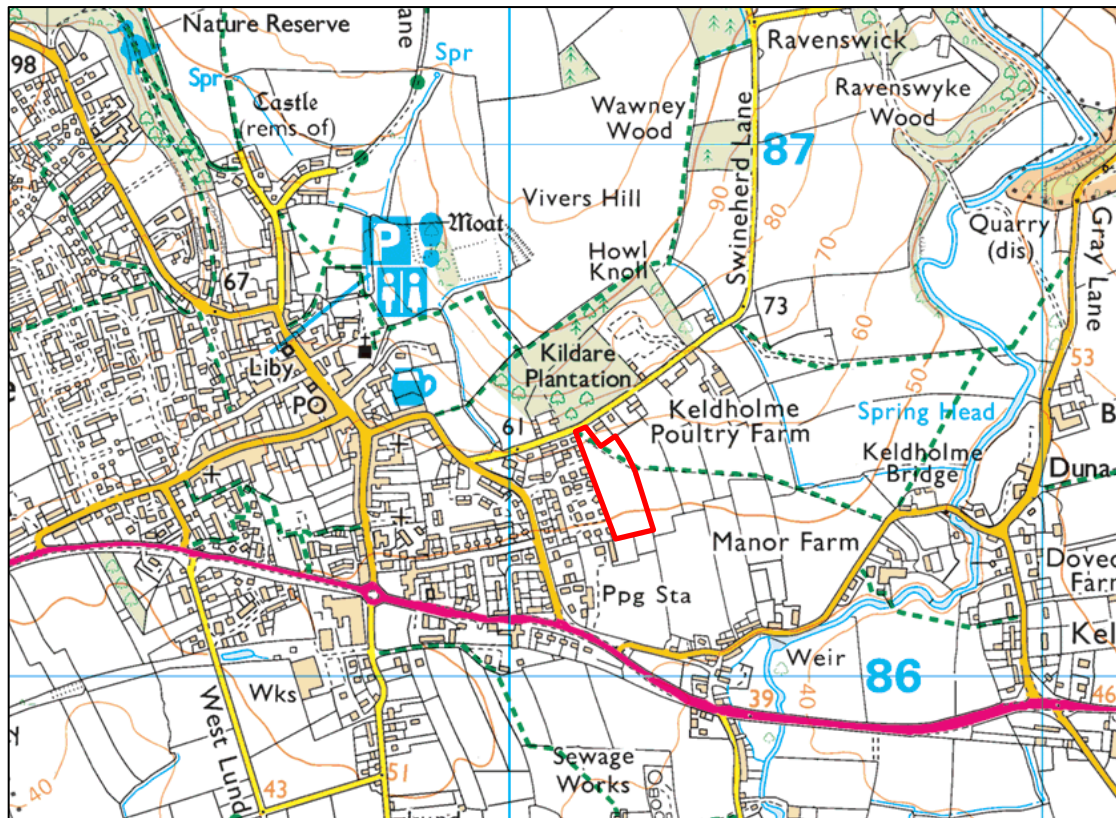 Nature Reserve
Lane
98
Spr
Spr
Castle
(rems of)
Moat
P
67
Liby
PO
61
Ravenswick
Ravenswyke
Wood
Wawney
Wood
Swineherd Lane
87
Vivers Hill
Howl
Knoll
90
80
70
60
50
73
Quarry
(dis)
Gray Lane
53
Kildare
Plantation
Keldholme
Poultry Farm
Spring Head
Keldholme
Bridge
B
Duna
Manor Farm
Dovec
Farm
Kel
Ppg Sta
Weir
40
86
39
46
Wks
West Lund
43
51
40
Sewage
Works